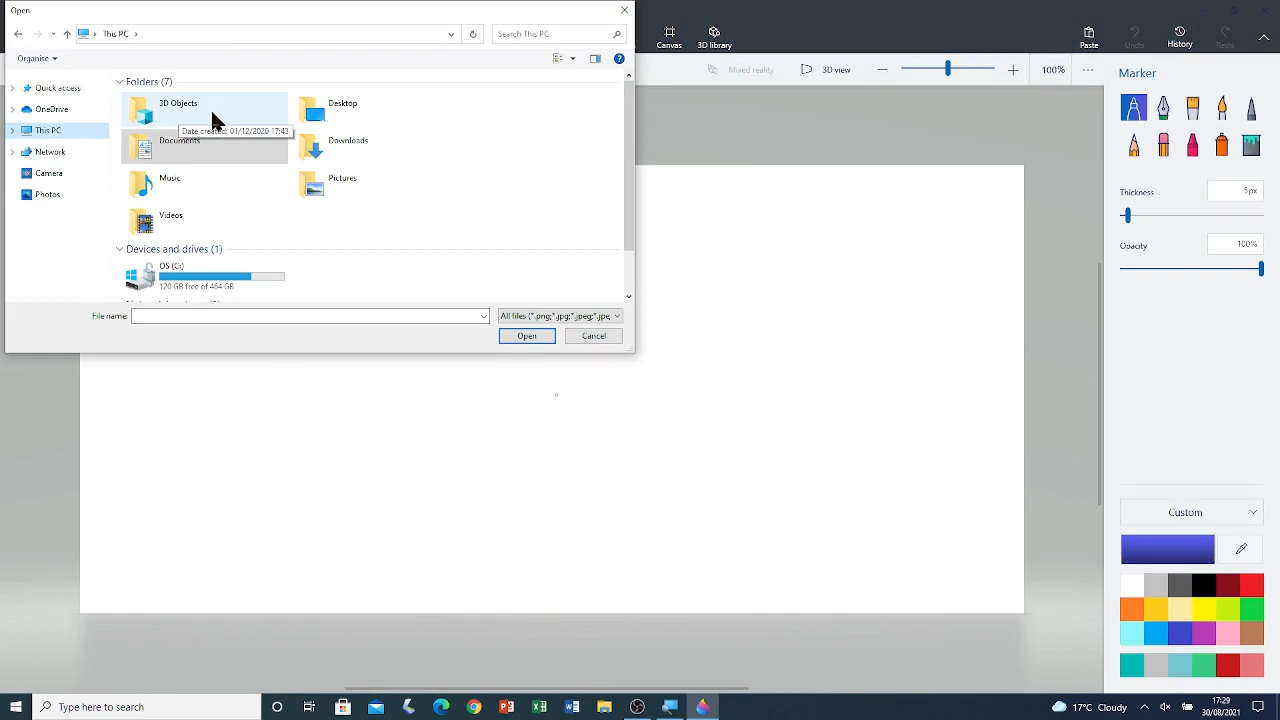 Open
This PC
Search This PC
Organise
Quick access
OneDrive
This PC
Network
Camera
Photos
Folders (7)
3D Objects
Desktop
Date created: 01/12/2020 17:43
Documents
Downloads
Music
Pictures
Videos
Devices and drives (1)
OS (C:)
120 GB free of 464 GB
File name:
All files (*.png;*.jpg;*.jpeg;*.jpe
Open
Cancel
Canvas
3D library
Paste
Undo
History
Redo
Mixed reality
3D view
100%
Marker
Thickness
5px
Opacity
100%
Custom
Type here to search
17°C Cloudy
17:29
30/08/2021